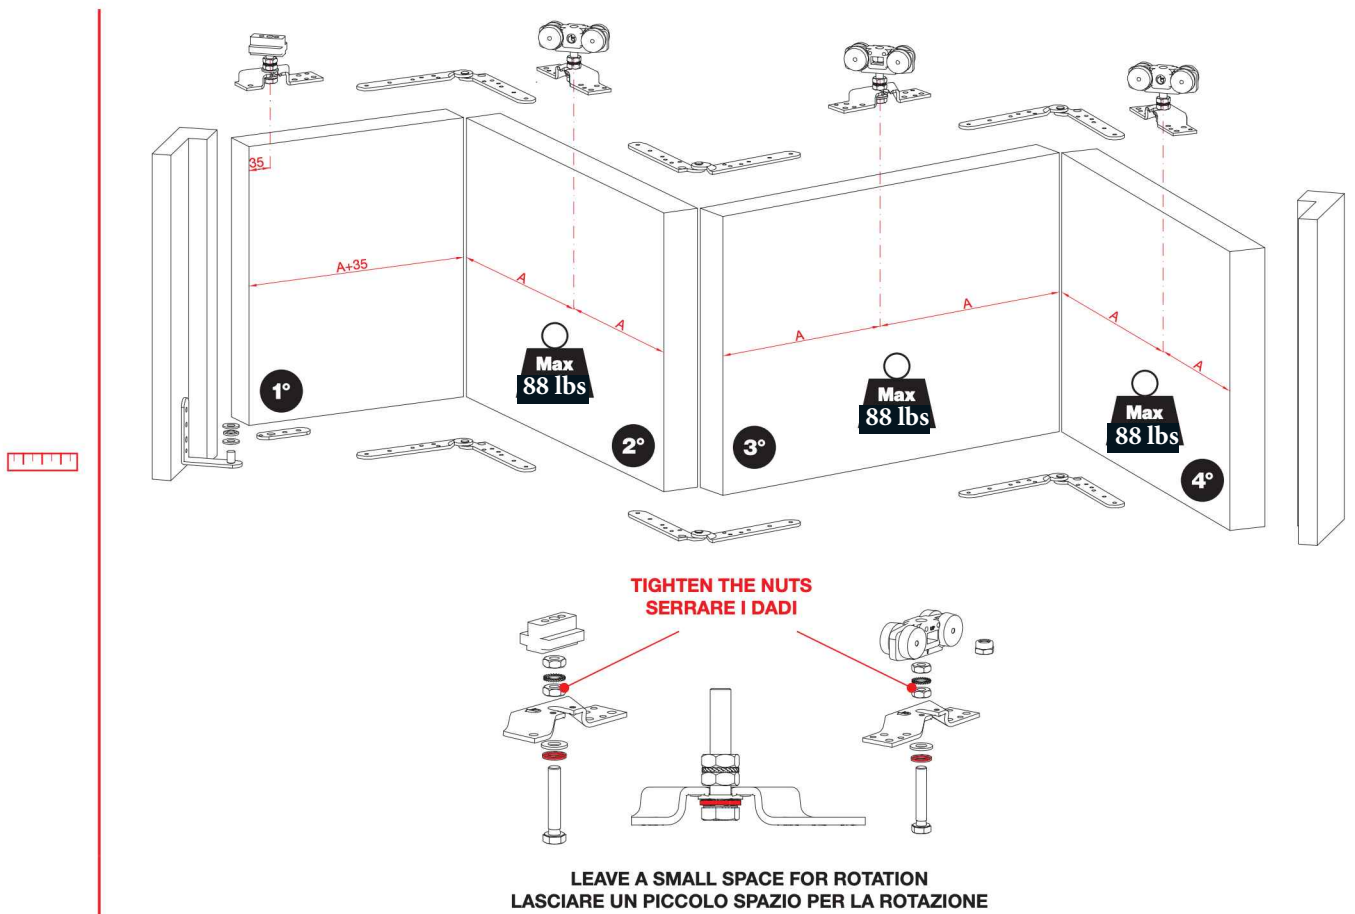 35
A+35
A
A
A
A
A
A
Max
88 lbs
Max
88 lbs
Max
88 lbs
1°
2°
3°
4°
TIGHTEN THE NUTS
SERRARE I DADI
LEAVE A SMALL SPACE FOR ROTATION
LASCIARE UN PICCOLO SPAZIO PER LA ROTAZIONE